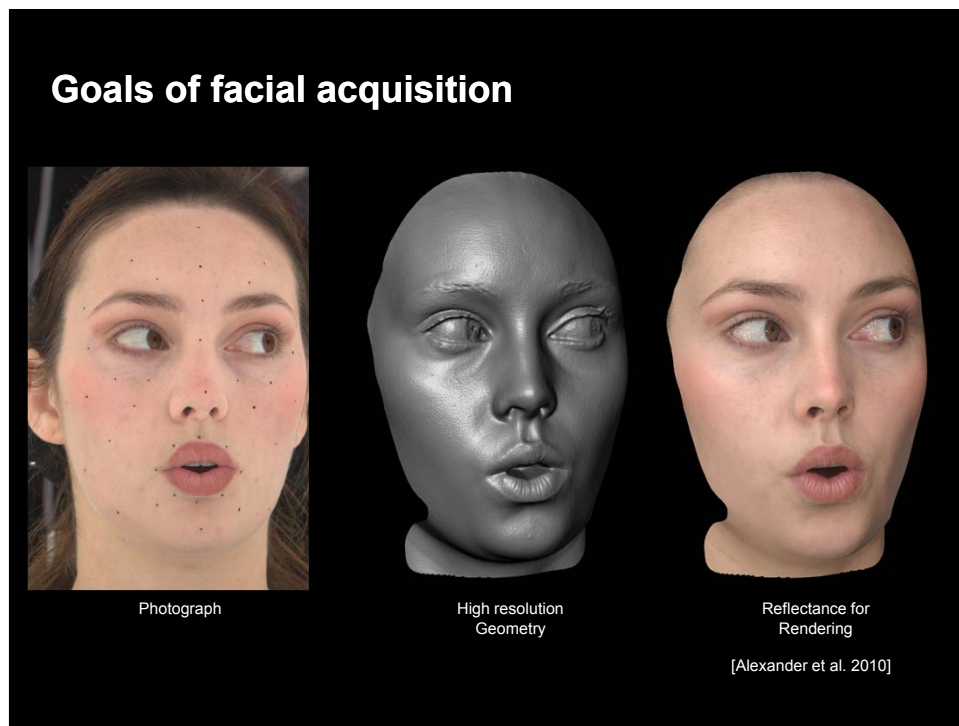 Goals of facial acquisition
Photograph
High resolution
Geometry
Reflectance for
Rendering
[Alexander et al. 2010]